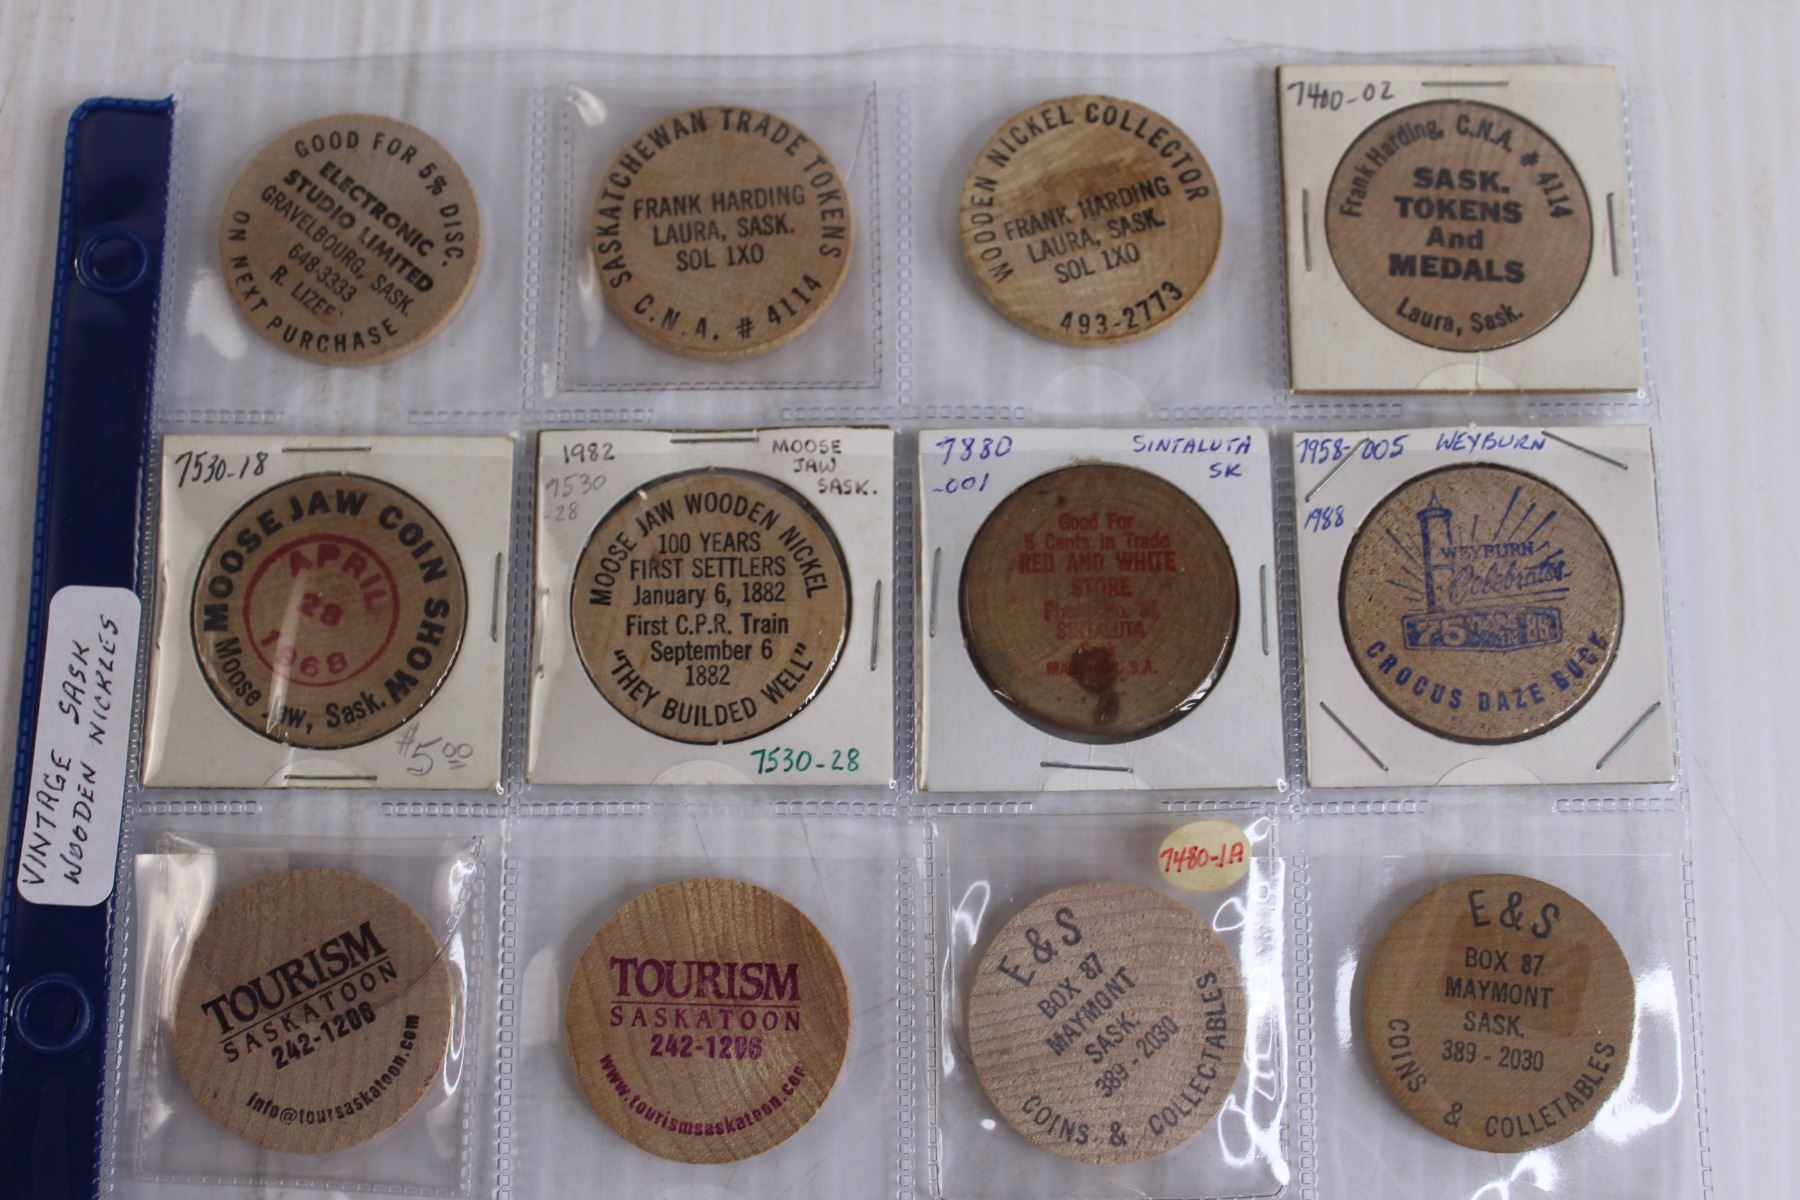 VINTAGE SASK
WOODEN NICKLES
GOOD FOR 5% DISC.
ELECTRONIC
STUDIO LIMITED
GRAVELBOURG, SASK.
648-3333
R. LIZEE
NO NEXT PURCHASE
SASKATCHEWAN TRADE TOKENS
FRANK HARDING
LAURA, SASK.
SOL 1XO
C.N.A. # 4114
WOODEN NICKEL COLLECTOR
FRANK HARDING
LAURA, SASK.
SOL 1XO
493-2773
7400-02
Frank Harding, C.N.A. # 4114
SASK.
TOKENS
And
MEDALS
Laura, Sask.
7530-18
MOOSE JAW COIN SHOW
APRIL
28
1968
Moose Jaw, Sask.
$5.00
1982
MOOSE
JAW
SASK.
7530
-28
MOOSE JAW WOODEN NICKEL
100 YEARS
FIRST SETTLERS
January 6, 1882
First C.P.R. Train
September 6
1882
"THEY BUILDED WELL"
7530-28
7880
-001
SINTALUTA
SK
Good For
5 Cents in Trade
RED AND WHITE
STORE
SINTALUTA
Sask.
U.S.A.
7958-005 WEYBURN
1988
WEYBURN
Celebrates
75
CROCUS DAZE BUCK
TOURISM
SASKATOON
242-1206
info@toursaskatoon.com
TOURISM
SASKATOON
242-1206
www.tourismsaskatoon.com
7480-1A
E & S
BOX 87
MAYMONT
SASK.
389-2030
COINS & COLLECTABLES
E & S
BOX 87
MAYMONT
SASK.
389-2030
COINS & COLLETABLES